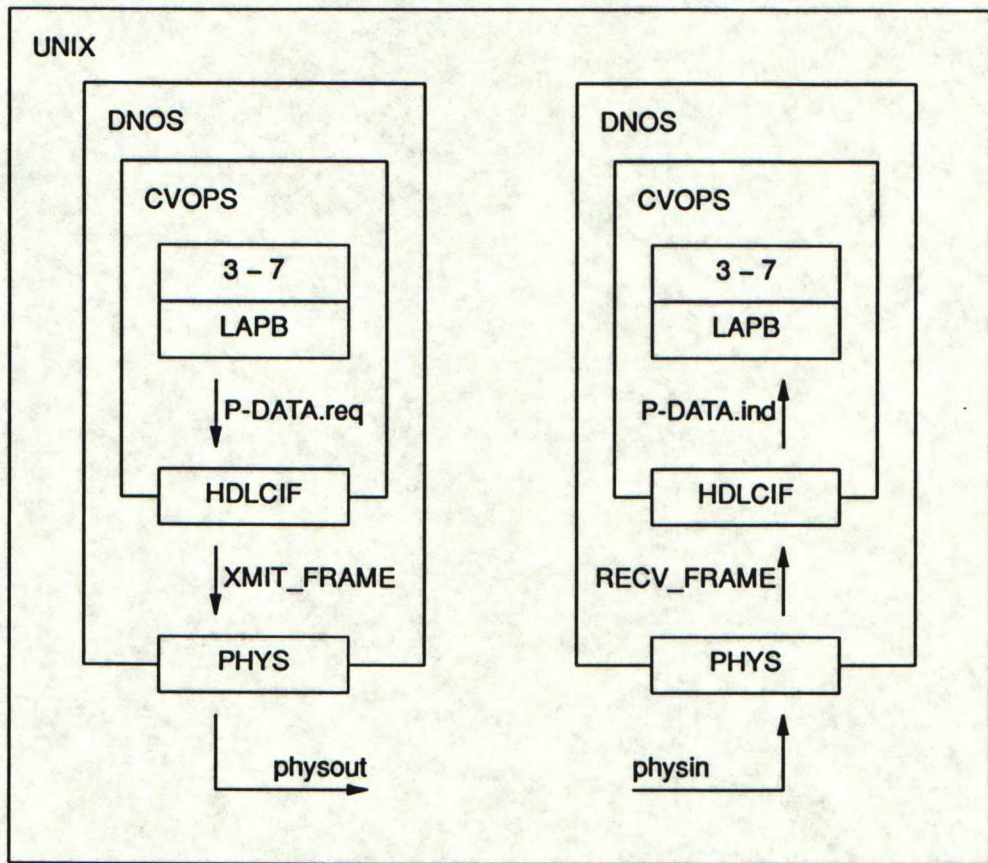 UNIX
DNOS
CVOPS
3 – 7
LAPB
P-DATA.req
HDLCIF
XMIT_FRAME
PHYS
physout
DNOS
CVOPS
3 – 7
LAPB
P-DATA.ind
HDLCIF
RECV_FRAME
PHYS
physin